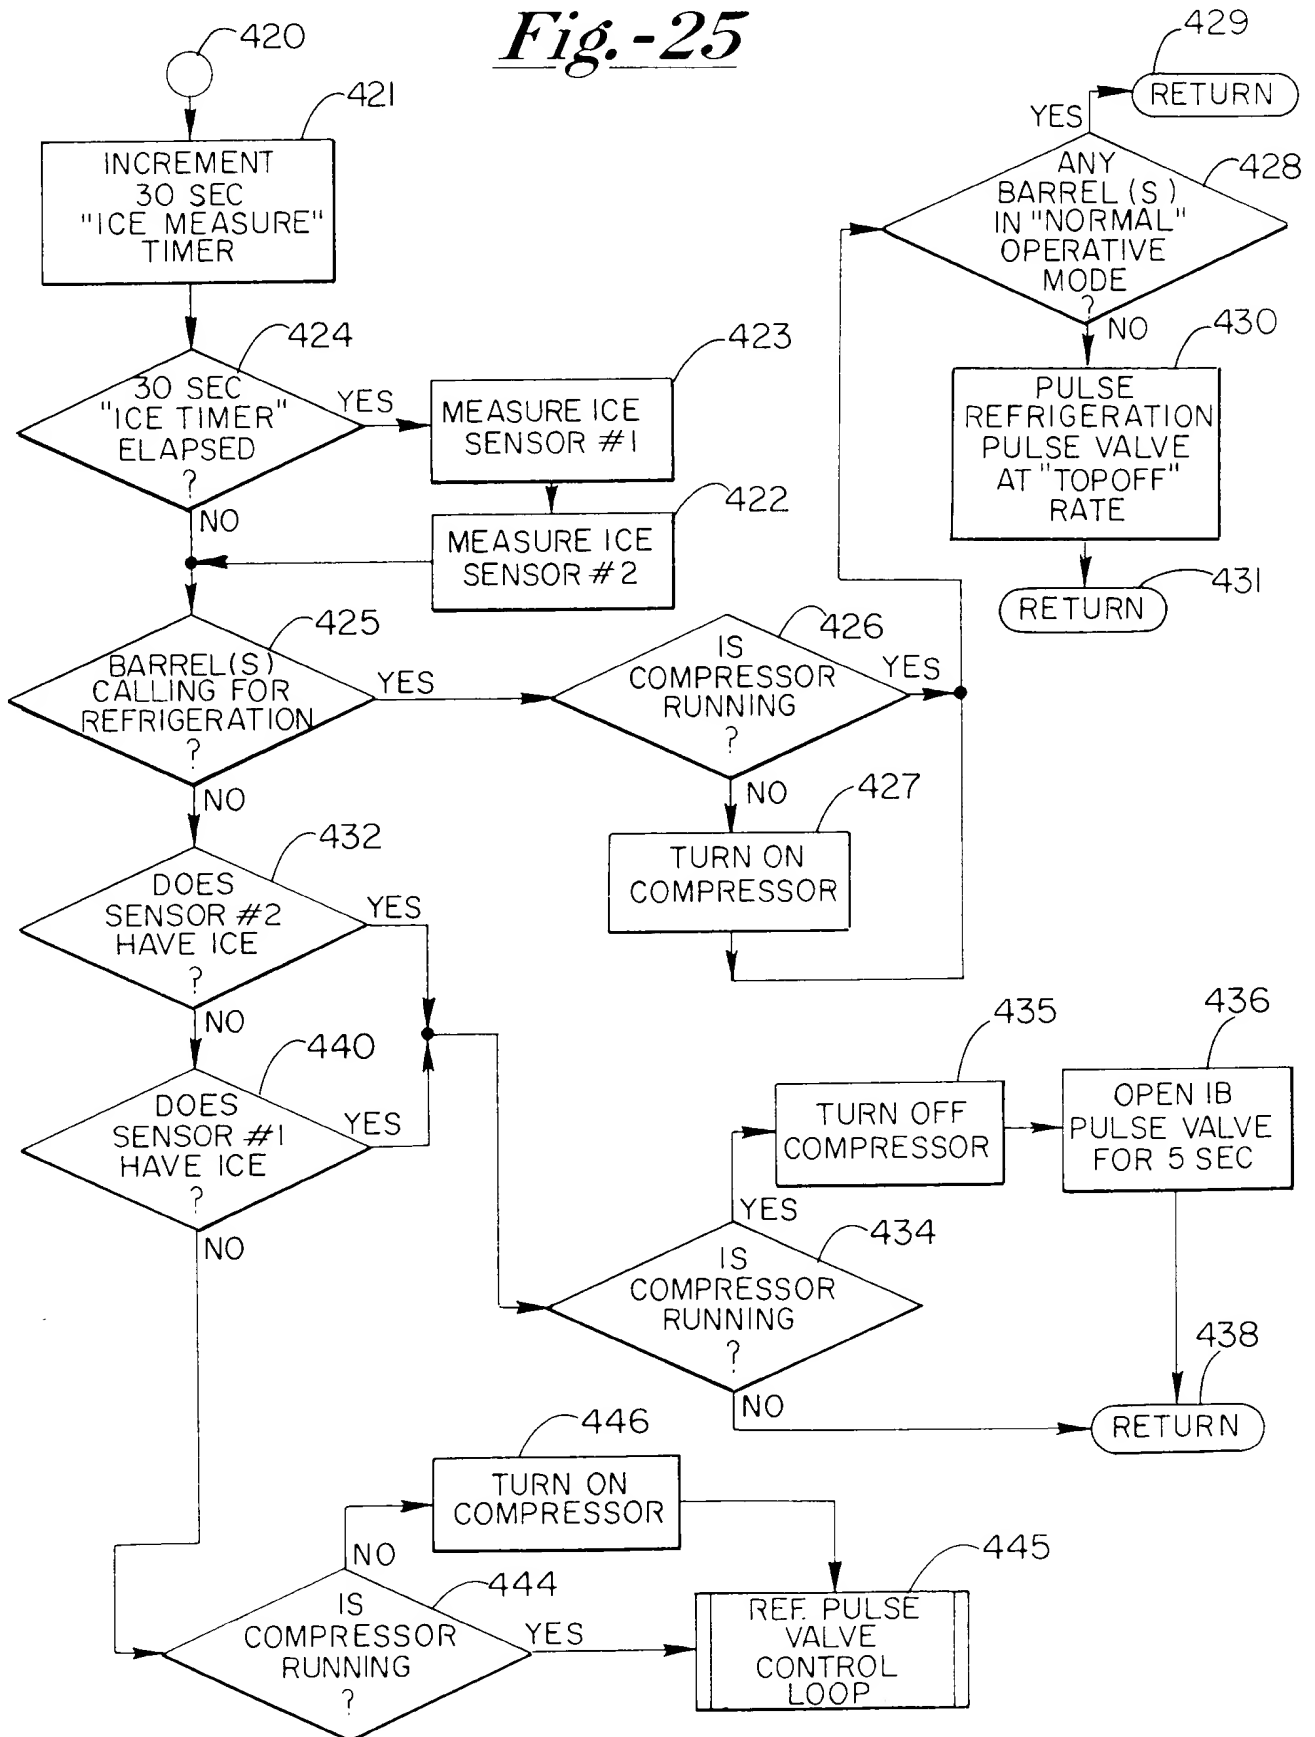 Fig.-25
420
421
INCREMENT
30 SEC
"ICE MEASURE"
TIMER
424
30 SEC
"ICE TIMER"
ELAPSED
?
YES
NO
423
MEASURE ICE
SENSOR #1
422
MEASURE ICE
SENSOR #2
425
BARREL(S)
CALLING FOR
REFRIGERATION
?
YES
NO
426
IS
COMPRESSOR
RUNNING
?
YES
NO
427
TURN ON
COMPRESSOR
429
RETURN
YES
428
ANY
BARREL(S)
IN "NORMAL"
OPERATIVE
MODE
?
NO
430
PULSE
REFRIGERATION
PULSE VALVE
AT "TOPOFF"
RATE
431
RETURN
432
DOES
SENSOR #2
HAVE ICE
?
YES
NO
440
DOES
SENSOR #1
HAVE ICE
?
YES
NO
435
TURN OFF
COMPRESSOR
436
OPEN IB
PULSE VALVE
FOR 5 SEC
YES
434
IS
COMPRESSOR
RUNNING
?
NO
438
RETURN
446
TURN ON
COMPRESSOR
NO
444
IS
COMPRESSOR
RUNNING
?
YES
445
REF. PULSE
VALVE
CONTROL
LOOP